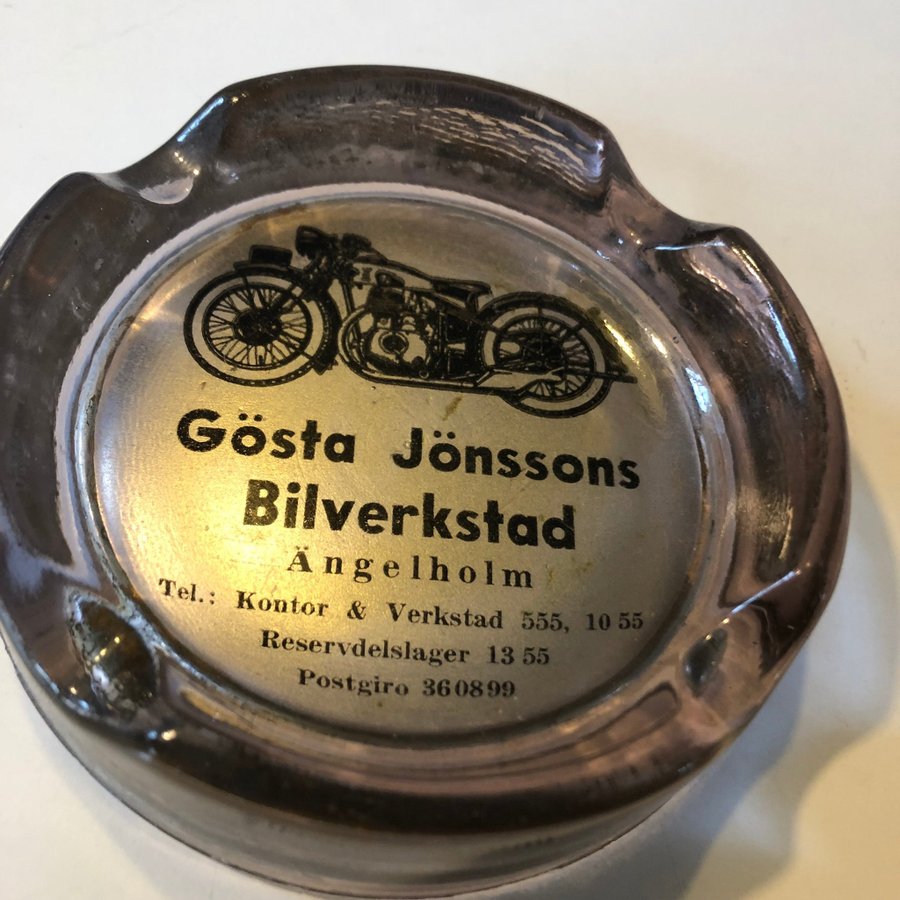 Gösta Jönssons
Bilverkstad
Ängelholm
Tel.: Kontor & Verkstad 555, 10 55
Reservdelslager 13 55
Postgiro 360899